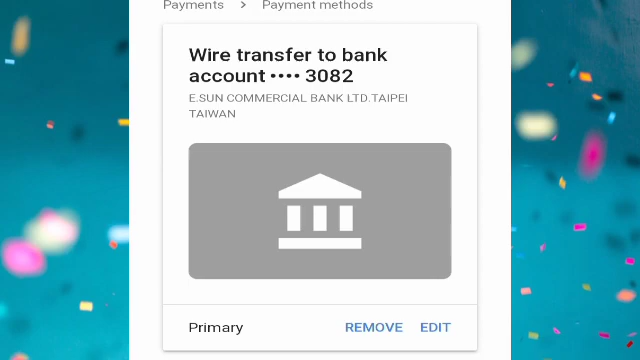 Payments > Payment methods
Wire transfer to bank
account •••• 3082
E.SUN COMMERCIAL BANK LTD.TAIPEI
TAIWAN
Primary REMOVE EDIT